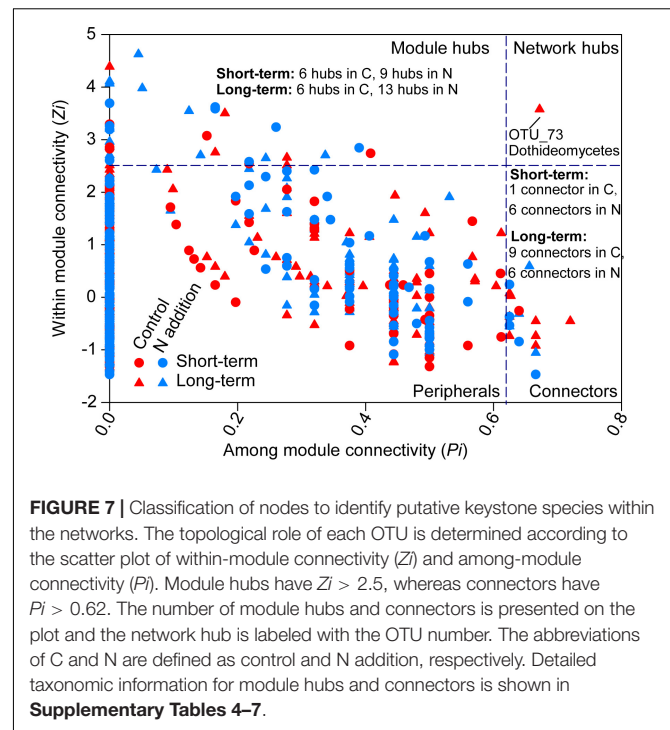 Module hubs
Network hubs
Short-term: 6 hubs in C, 9 hubs in N
Long-term: 6 hubs in C, 13 hubs in N
OTU_73
Dothideomycetes
Short-term:
1 connector in C,
6 connectors in N
Long-term:
9 connectors in C,
6 connectors in N
Control
N addition
Short-term
Long-term
Peripherals
Connectors
5
4
3
2
1
0
-1
-2
Within module connectivity (Zi)
0.0
0.2
0.4
0.6
0.8
Among module connectivity (Pi)
FIGURE 7 | Classification of nodes to identify putative keystone species within
the networks. The topological role of each OTU is determined according to
the scatter plot of within-module connectivity (Zi) and among-module
connectivity (Pi). Module hubs have Zi > 2.5, whereas connectors have
Pi > 0.62. The number of module hubs and connectors is presented on the
plot and the network hub is labeled with the OTU number. The abbreviations
of C and N are defined as control and N addition, respectively. Detailed
taxonomic information for module hubs and connectors is shown in
Supplementary Tables 4–7.